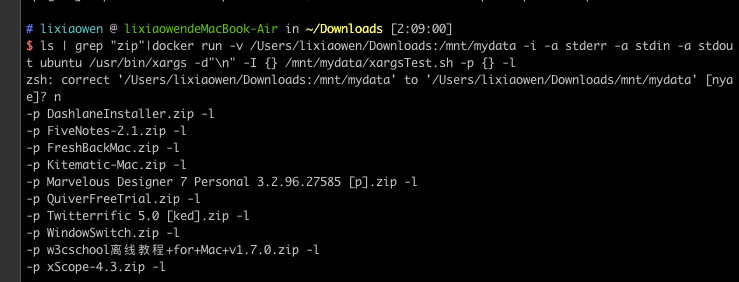 # lixiaowen @ lixiaowendeMacBook-Air in ~/Downloads [2:09:00]
$ ls | grep "zip"|docker run -v /Users/lixiaowen/Downloads:/mnt/mydata -i -a stderr -a stdin -a stdo
ut ubuntu /usr/bin/xargs -d"\n" -I {} /mnt/mydata/xargsTest.sh -p {} -l
zsh: correct '/Users/lixiaowen/Downloads:/mnt/mydata' to '/Users/lixiaowen/Downloads/mnt/mydata' [nya
e]? n
-p DashlaneInstaller.zip -l
-p FiveNotes-2.1.zip -l
-p FreshBackMac.zip -l
-p Kitematic-Mac.zip -l
-p Marvelous Designer 7 Personal 3.2.96.27585 [p].zip -l
-p QuiverFreeTrial.zip -l
-p Twitterrific 5.0 [ked].zip -l
-p WindowSwitch.zip -l
-p w3cschool离线教程+for+Mac+v1.7.0.zip -l
-p xScope-4.3.zip -l